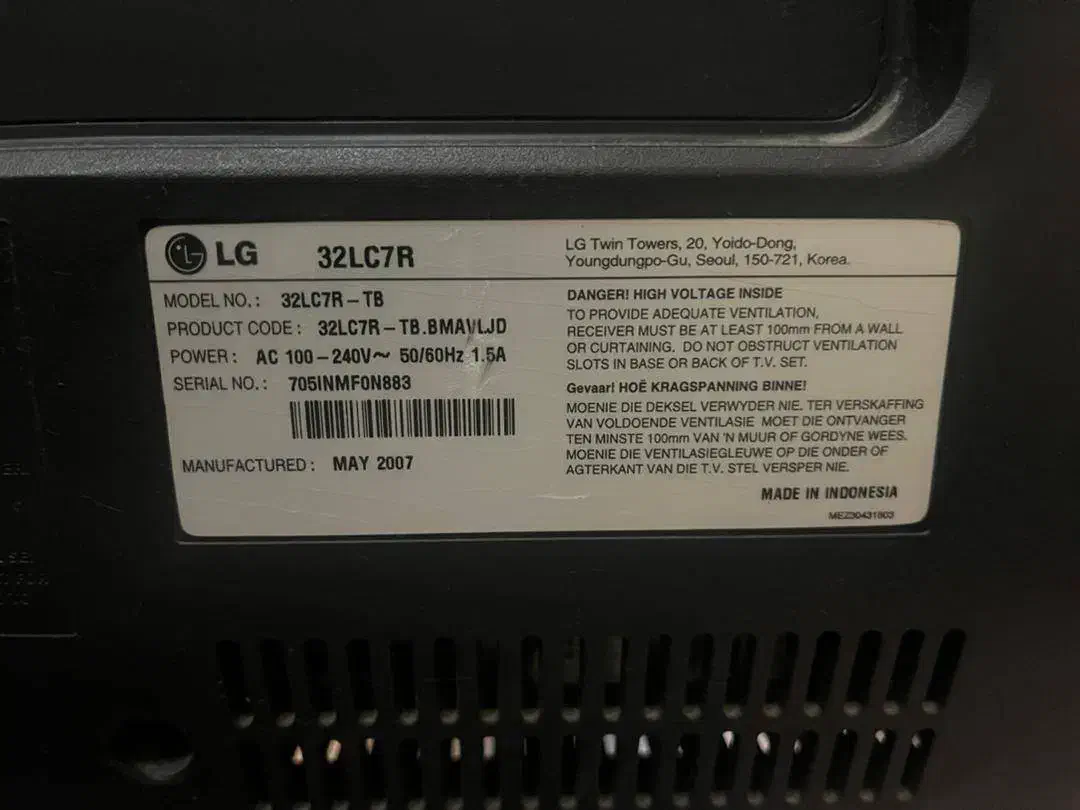 LG 32LC7R
LG Twin Towers, 20, Yoido-Dong,
Youngdungpo-Gu, Seoul, 150-721, Korea.
MODEL NO.: 32LC7R-TB
PRODUCT CODE: 32LC7R-TB.BMAVLJD
POWER: AC 100-240V~ 50/60Hz 1.5A
SERIAL NO.: 705INMF0N883
MANUFACTURED: MAY 2007
DANGER! HIGH VOLTAGE INSIDE
TO PROVIDE ADEQUATE VENTILATION,
RECEIVER MUST BE AT LEAST 100mm FROM A WALL
OR CURTAINING. DO NOT OBSTRUCT VENTILATION
SLOTS IN BASE OR BACK OF T.V. SET.
Gevaar! HOË KRAGSPANNING BINNE!
MOENIE DIE DEKSEL VERWYDER NIE. TER VERSKAFFING
VAN VOLDOENDE VENTILASIE MOET DIE ONTVANGER
TEN MINSTE 100mm VAN 'N MUUR OF GORDYNE WEES.
MOENIE DIE VENTILASIEGLEUWE OP DIE ONDER OF
AGTERKANT VAN DIE T.V. STEL VERSPER NIE.
MADE IN INDONESIA
MEZ30431803